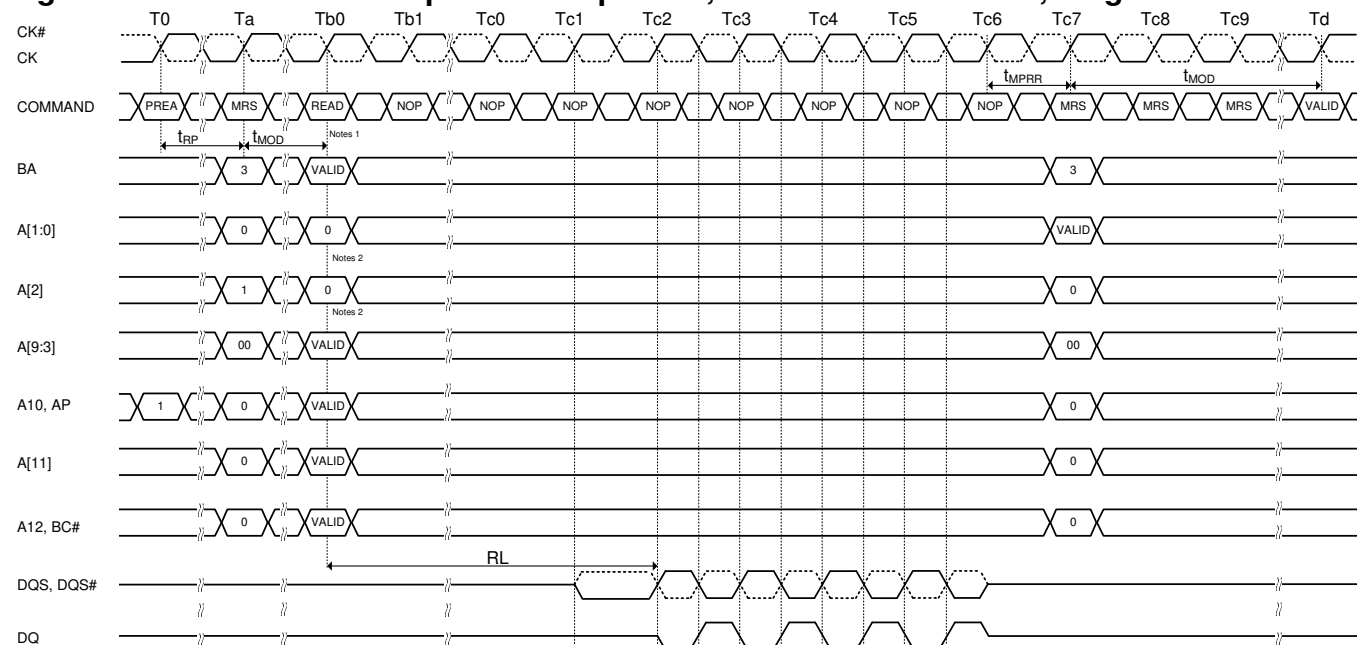 T0 Ta Tb0 Tb1 Tc0 Tc1 Tc2 Tc3 Tc4 Tc5 Tc6 Tc7 Tc8 Tc9 Td
CK#
CK
tMPRR tMOD
COMMAND PREA MRS READ NOP NOP NOP NOP NOP NOP NOP NOP MRS MRS MRS VALID
tRP tMOD Notes 1
BA 3 VALID 3
A[1:0] 0 0 VALID
Notes 2
A[2] 1 0 0
Notes 2
A[9:3] 00 VALID 00
A10, AP 1 0 VALID 0
A[11] 0 VALID 0
A12, BC# 0 VALID 0
RL
DQS, DQS#
DQ